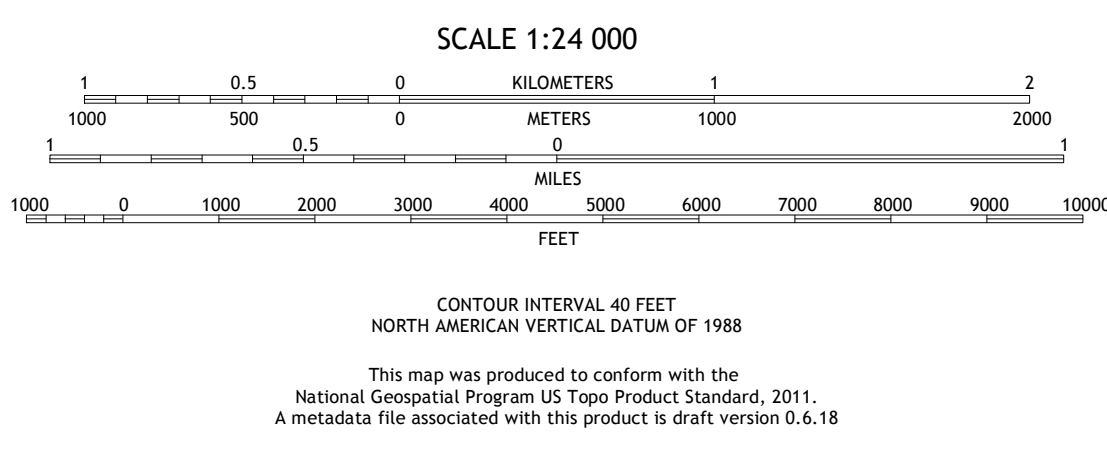 SCALE 1:24 000
1 0.5 0 KILOMETERS 1 2
1000 500 0 METERS 1000 2000
1 0.5 0 1
MILES
1000 0 1000 2000 3000 4000 5000 6000 7000 8000 9000 10000
FEET
CONTOUR INTERVAL 40 FEET
NORTH AMERICAN VERTICAL DATUM OF 1988
This map was produced to conform with the
National Geospatial Program US Topo Product Standard, 2011.
A metadata file associated with this product is draft version 0.6.18